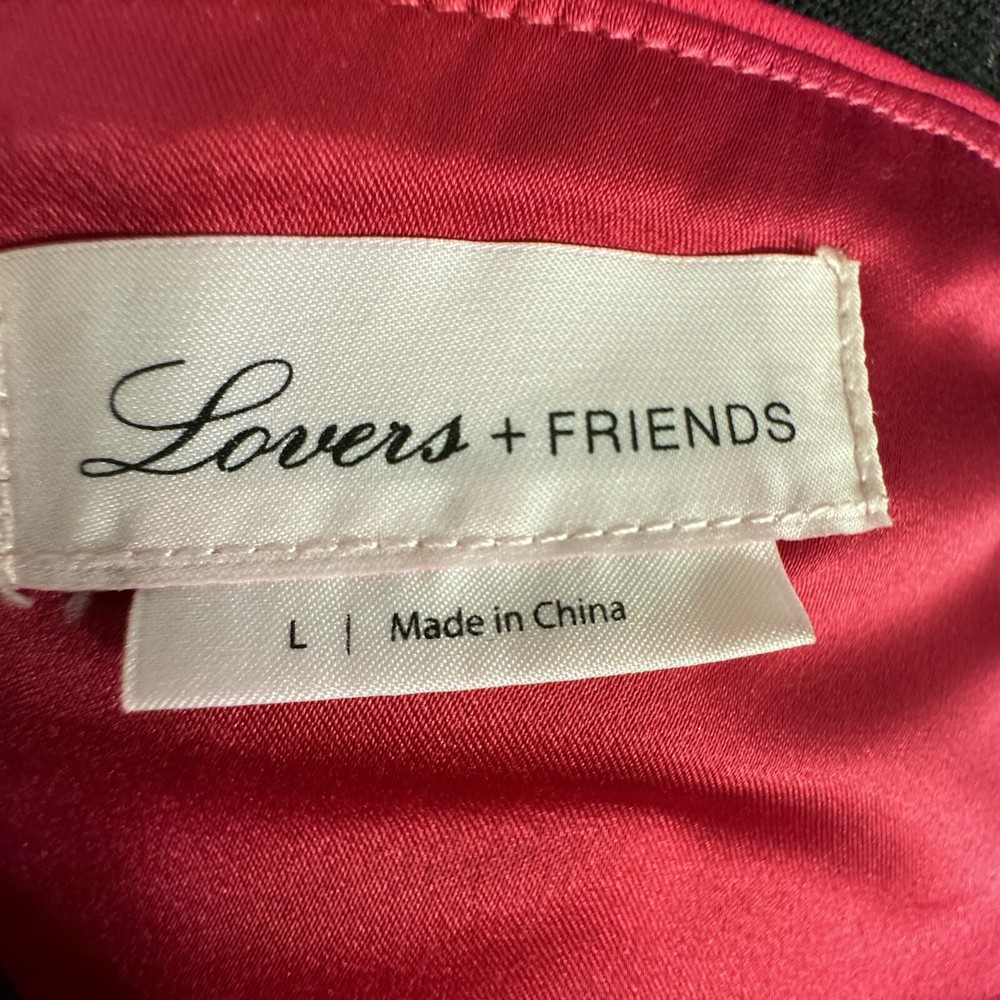 Lovers + FRIENDS
L | Made in China